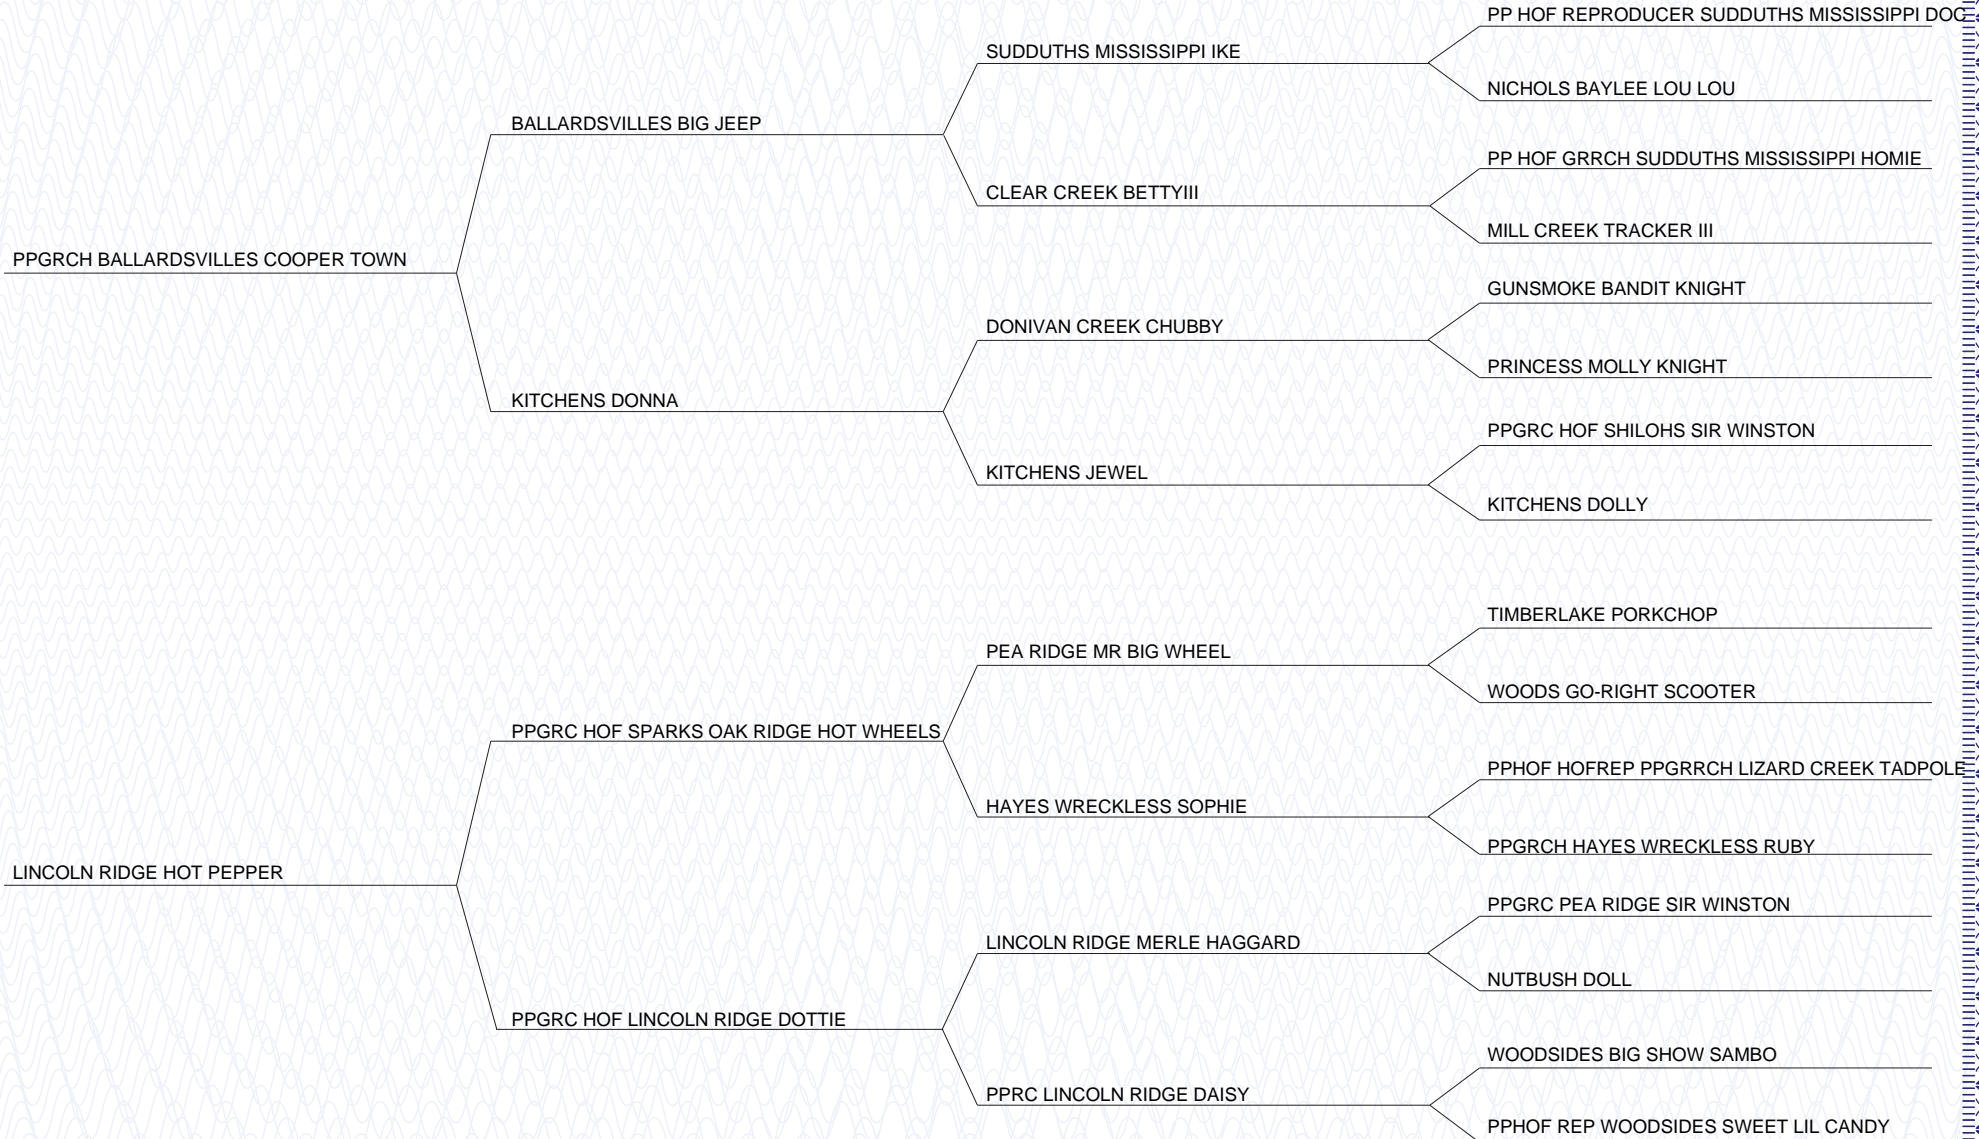 PP HOF REPRODUCER SUDDUTHS MISSISSIPPI DOC
SUDDUTHS MISSISSIPPI IKE
NICHOLS BAYLEE LOU LOU
BALLARDSVILLES BIG JEEP
PP HOF GRRCH SUDDUTHS MISSISSIPPI HOMIE
CLEAR CREEK BETTYIII
MILL CREEK TRACKER III
PPGRCH BALLARDSVILLES COOPER TOWN
GUNSMOKE BANDIT KNIGHT
DONIVAN CREEK CHUBBY
PRINCESS MOLLY KNIGHT
KITCHENS DONNA
PPGRC HOF SHILOHS SIR WINSTON
KITCHENS JEWEL
KITCHENS DOLLY
TIMBERLAKE PORKCHOP
PEA RIDGE MR BIG WHEEL
WOODS GO-RIGHT SCOOTER
PPGRC HOF SPARKS OAK RIDGE HOT WHEELS
PPHOF HOFREP PPGRRCH LIZARD CREEK TADPOLE
HAYES WRECKLESS SOPHIE
PPGRCH HAYES WRECKLESS RUBY
LINCOLN RIDGE HOT PEPPER
PPGRC PEA RIDGE SIR WINSTON
LINCOLN RIDGE MERLE HAGGARD
NUTBUSH DOLL
PPGRC HOF LINCOLN RIDGE DOTTIE
WOODSIDES BIG SHOW SAMBO
PPRC LINCOLN RIDGE DAISY
PPHOF REP WOODSIDES SWEET LIL CANDY